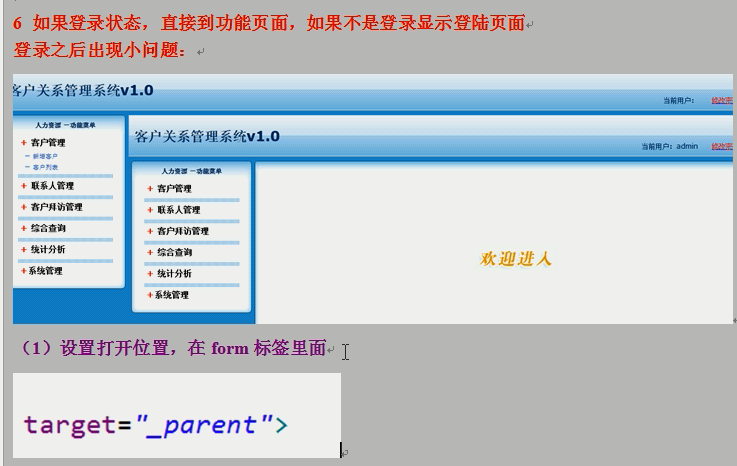 6 如果登录状态，直接到功能页面，如果不是登录显示登陆页面
登录之后出现小问题：
客户关系管理系统v1.0
当前用户：
人力资源 －功能菜单
+ 客户管理
－ 新增客户
－ 客户列表
+ 联系人管理
+ 客户拜访管理
+ 综合查询
+ 统计分析
+系统管理
客户关系管理系统v1.0
当前用户：admin
人力资源 －功能菜单
+ 客户管理
+ 联系人管理
+ 客户拜访管理
+ 综合查询
+ 统计分析
+系统管理
欢迎进入
（1）设置打开位置，在 form 标签里面
target="_parent">